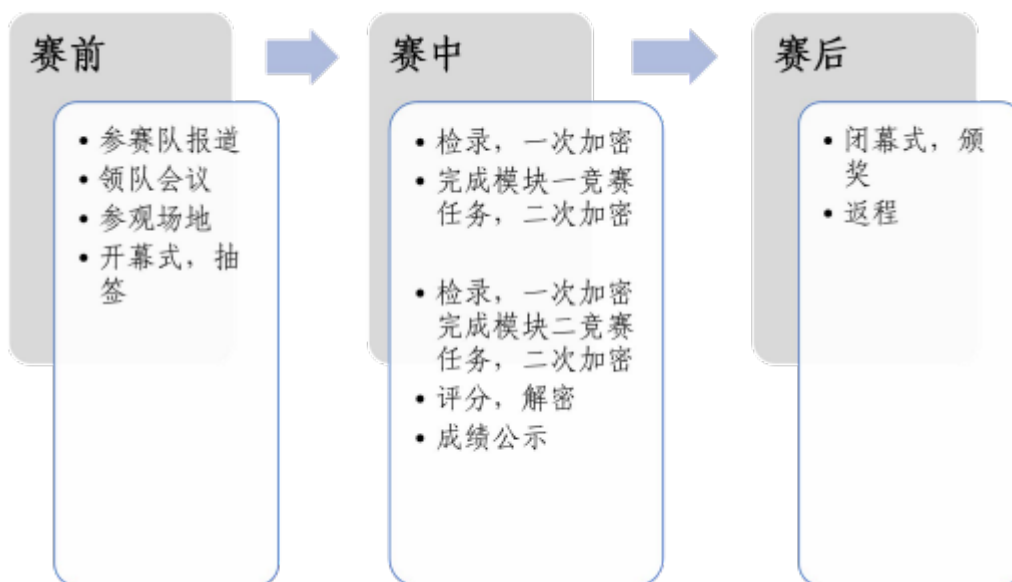 赛前
• 参赛队报道
• 领队会议
• 参观场地
• 开幕式，抽
签
赛中
• 检录，一次加密
• 完成模块一竞赛
任务，二次加密
• 检录，一次加密
完成模块二竞赛
任务，二次加密
• 评分，解密
• 成绩公示
赛后
• 闭幕式，颁
奖
• 返程